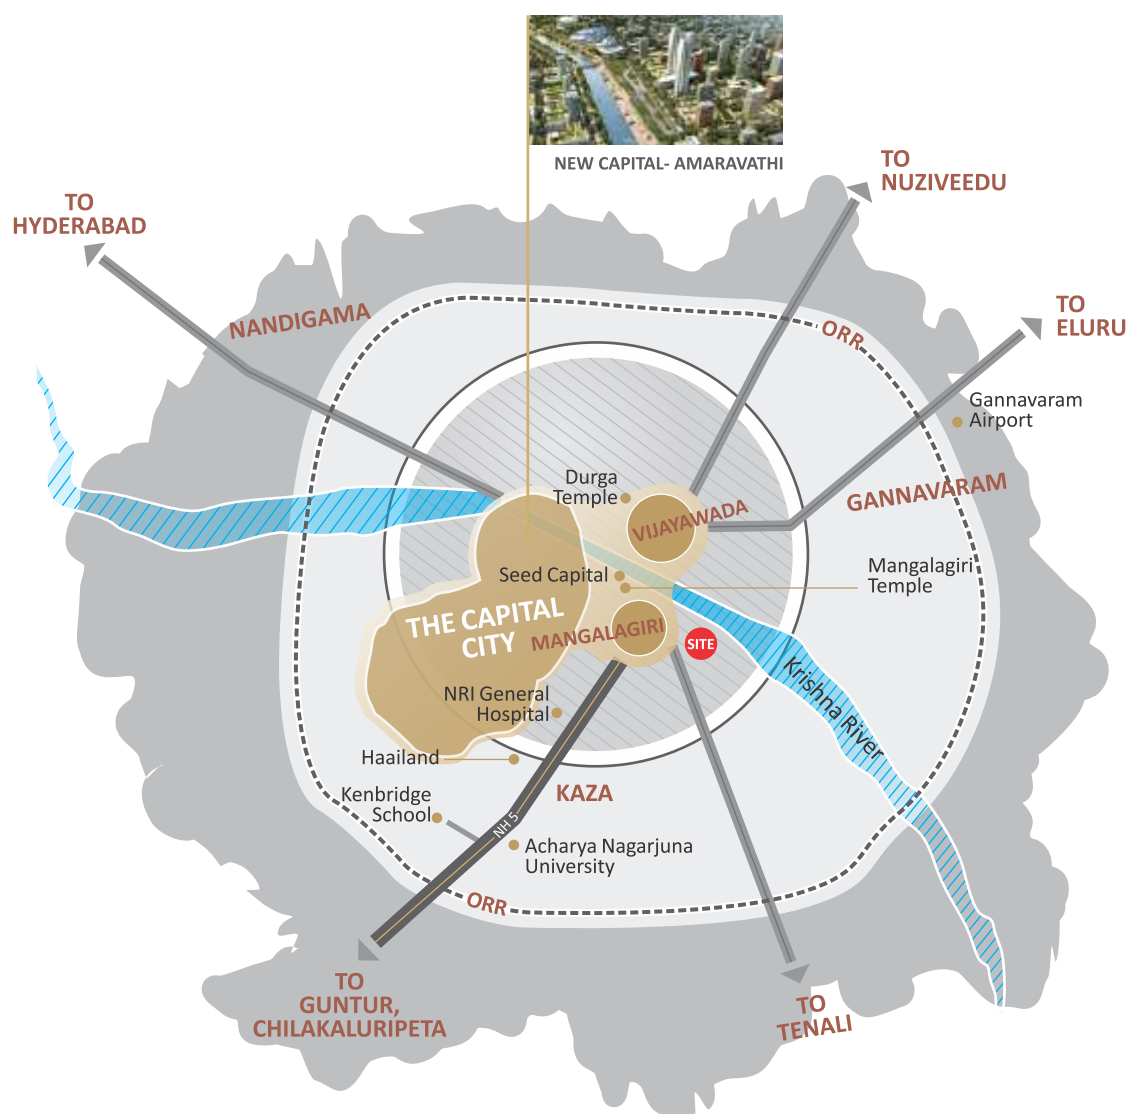 NEW CAPITAL- AMARAVATHI
TO
NUZIVEEDU
TO
HYDERABAD
TO
ELURU
NANDIGAMA
ORR
Gannavaram
Airport
GANNAVARAM
Durga
Temple
VIJAYAWADA
Seed Capital
Mangalagiri
Temple
THE CAPITAL
CITY
MANGALAGIRI
SITE
Krishna River
NRI General
Hospital
Haailand
KAZA
Kenbridge
School
NH 5
Acharya Nagarjuna
University
ORR
TO
GUNTUR,
CHILAKALURIPETA
TO
TENALI